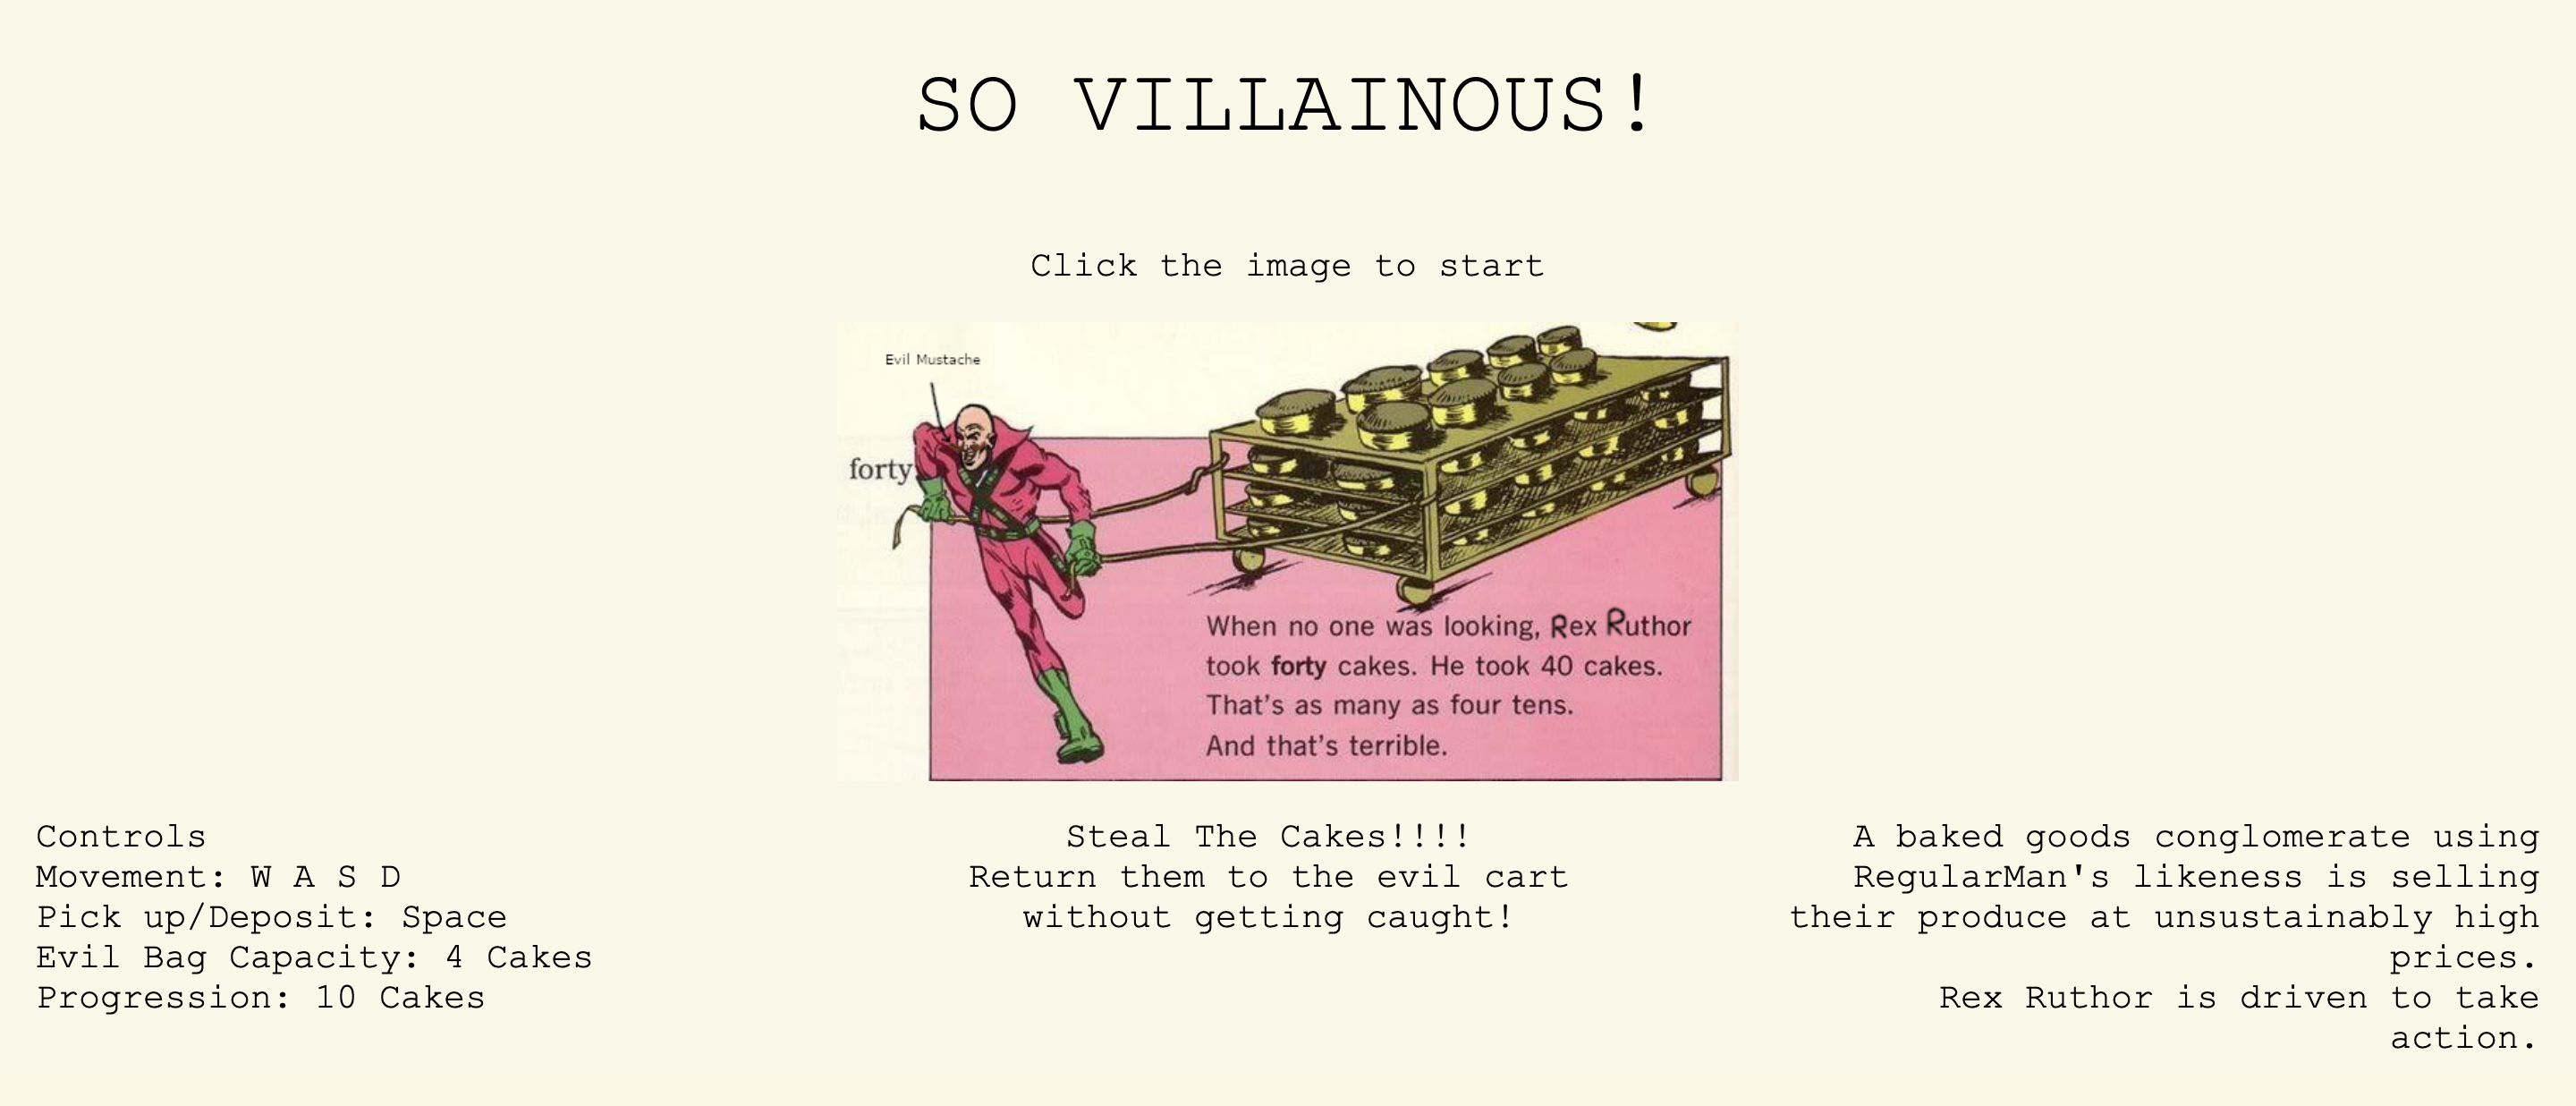 SO VILLAINOUS!
Click the image to start
Evil Mustache
forty
When no one was looking, Rex Ruthor
took forty cakes. He took 40 cakes.
That's as many as four tens.
And that's terrible.
Controls
Movement: W A S D
Pick up/Deposit: Space
Evil Bag Capacity: 4 Cakes
Progression: 10 Cakes
Steal The Cakes!!!!
Return them to the evil cart
without getting caught!
A baked goods conglomerate using
RegularMan's likeness is selling
their produce at unsustainably high
prices.
Rex Ruthor is driven to take
action.